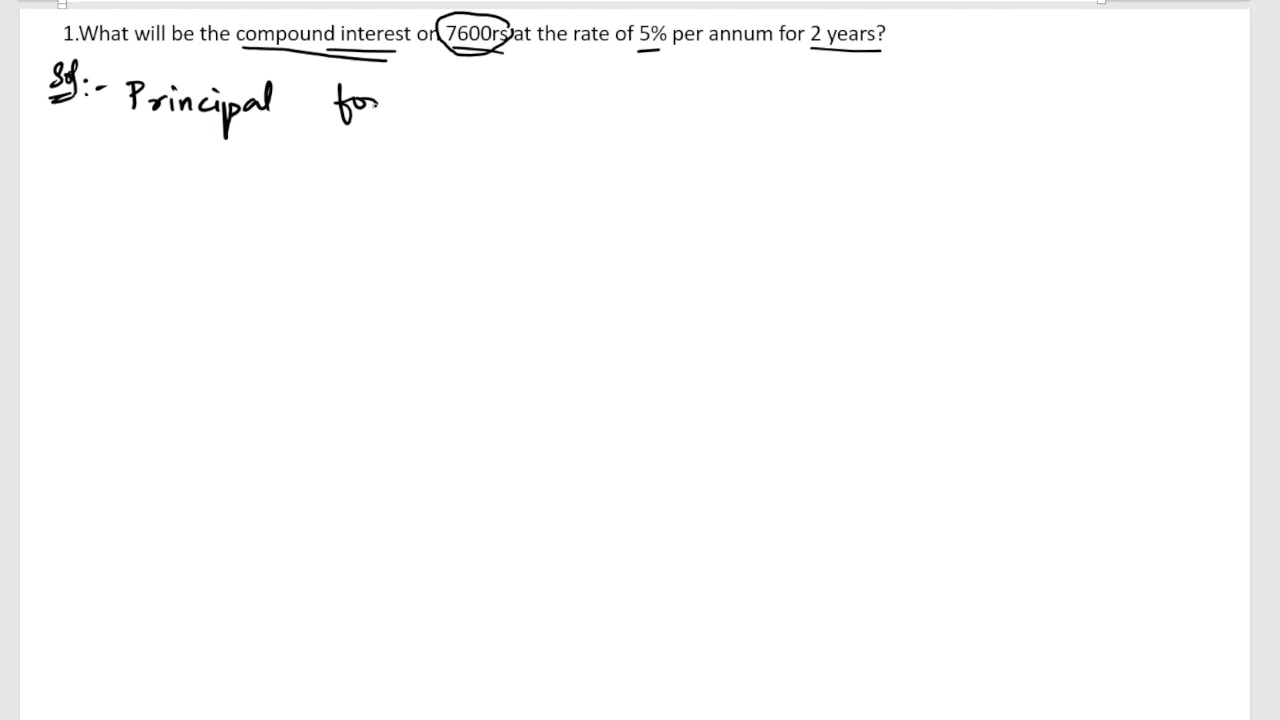 1.What will be the compound interest on 7600rs at the rate of 5% per annum for 2 years?
Sol:- Principal for